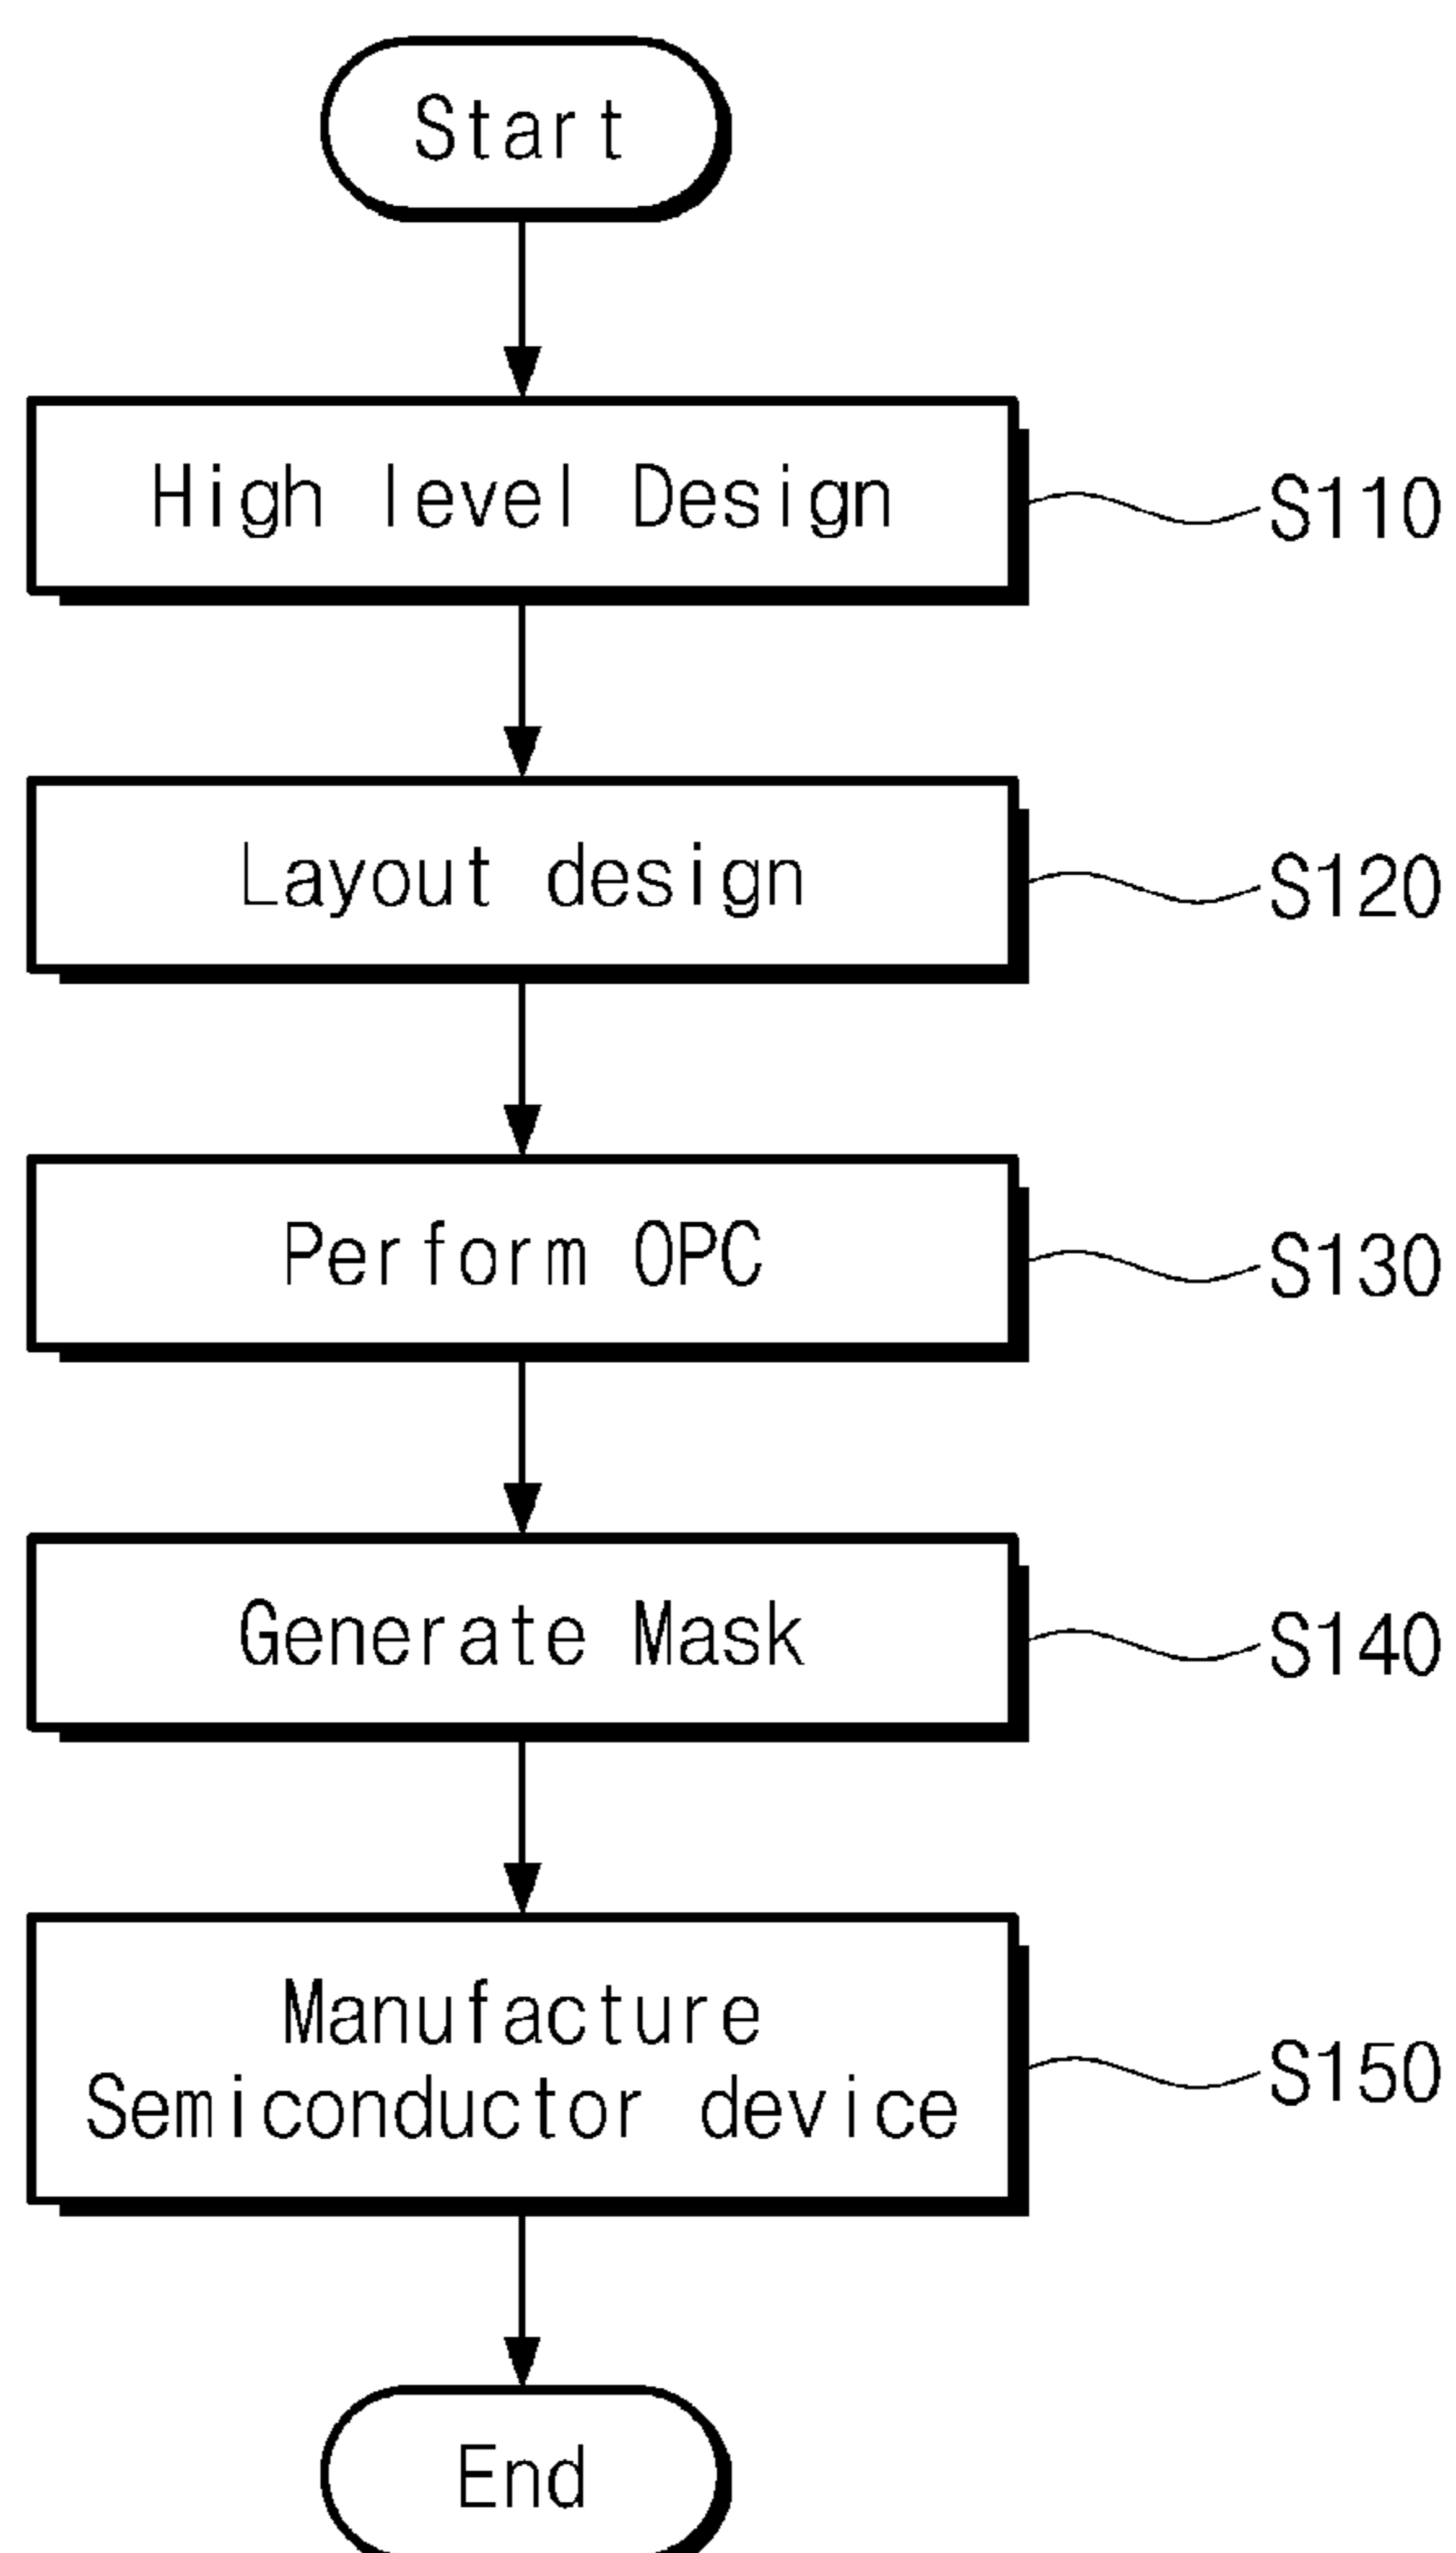 Start
High level Design
S110
Layout design
S120
Perform OPC
S130
Generate Mask
S140
Manufacture
Semiconductor device
S150
End